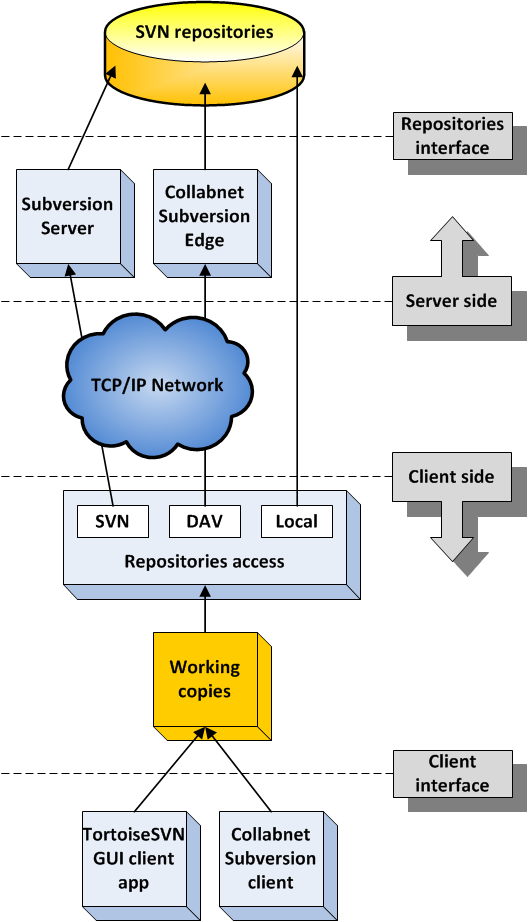 SVN repositories
Repositories
interface
Subversion
Server
Collabnet
Subversion
Edge
Server side
TCP/IP Network
Client side
SVN
DAV
Local
Repositories access
Working
copies
Client
interface
TortoiseSVN
GUI client
app
Collabnet
Subversion
client